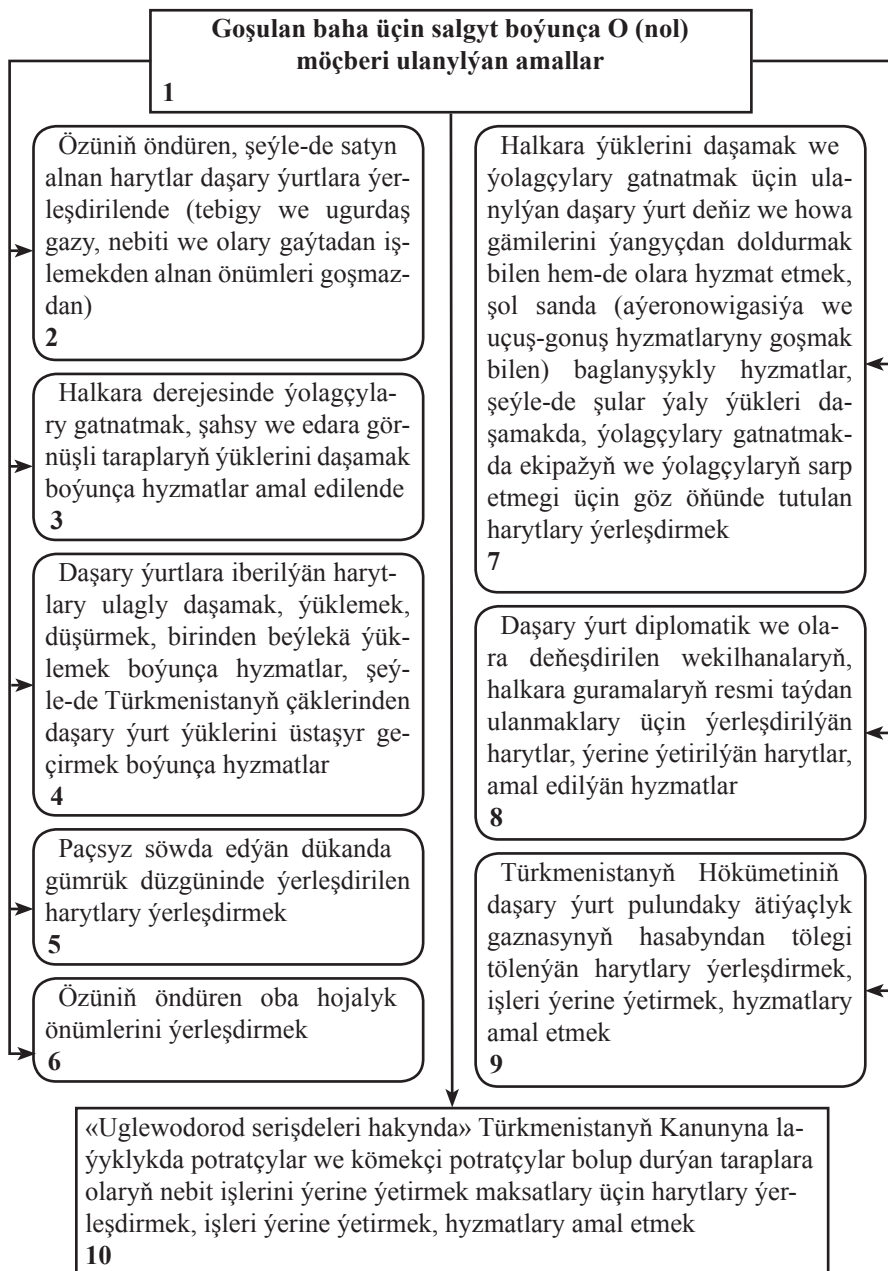 Goşulan baha üçin salgyt boýunça O (nol)
möçberi ulanylýan amallar
1
Özüniň öndüren, şeýle-de satyn
alnan harytlar daşary ýurtlara ýer-
leşdirilende (tebigy we ugurdaş
gazy, nebiti we olary gaýtadan iş-
lemekden alnan önümleri goşmaz-
dan)
2
Halkara derejesinde ýolagçyla-
ry gatnatmak, şahsy we edara gör-
nüşli taraplaryň ýüklerini daşamak
boýunça hyzmatlar amal edilende
3
Daşary ýurtlara iberilýän haryt-
lary ulagly daşamak, ýüklemek,
düşürmek, birinden beýlekä ýük-
lemek boýunça hyzmatlar, şeý-
le-de Türkmenistanyň çäklerinden
daşary ýurt ýüklerini üstaşyr ge-
çirmek boýunça hyzmatlar
4
Paçsyz söwda edýän dükanda
gümrük düzgüninde ýerleşdirilen
harytlary ýerleşdirmek
5
Özüniň öndüren oba hojalyk
önümlerini ýerleşdirmek
6
Halkara ýüklerini daşamak we
ýolagçylary gatnatmak üçin ula-
nylýan daşary ýurt deňiz we howa
gämilerini ýangyçdan doldurmak
bilen hem-de olara hyzmat etmek,
şol sanda (aýeronowigasiýa we
uçuş-gonuş hyzmatlaryny goşmak
bilen) baglanyşykly hyzmatlar,
şeýle-de şular ýaly ýükleri da-
şamakda, ýolagçylary gatnatmak-
da ekipažyň we ýolagçylaryň sarp
etmegi üçin göz öňünde tutulan
harytlary ýerleşdirmek
7
Daşary ýurt diplomatik we ola-
ra deňeşdirilen wekilhanalaryň,
halkara guramalaryň resmi taýdan
ulanmaklary üçin ýerleşdirilýän
harytlar, ýerine ýetirilýän harytlar,
amal edilýän hyzmatlar
8
Türkmenistanyň Hökümetiniň
daşary ýurt pulundaky ätiýaçlyk
gaznasynyň hasabyndan tölegi
tölenýän harytlary ýerleşdirmek,
işleri ýerine ýetirmek, hyzmatlary
amal etmek
9
«Uglewodorod serişdeleri hakynda» Türkmenistanyň Kanunyna la-
ýyklykda potratçylar we kömekçi potratçylar bolup durýan taraplara
olaryň nebit işlerini ýerine ýetirmek maksatlary üçin harytlary ýer-
leşdirmek, işleri ýerine ýetirmek, hyzmatlary amal etmek
10